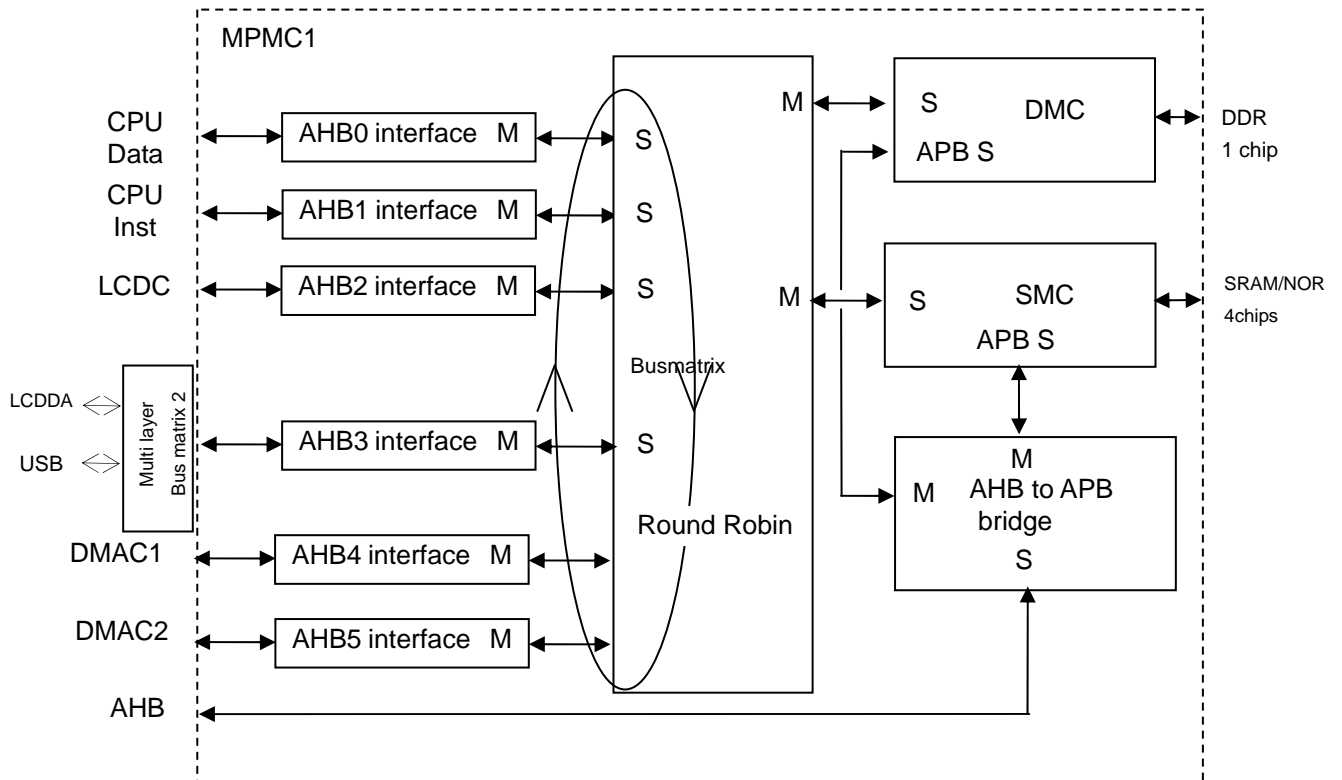 MPMC1
CPU
Data
AHB0 interface M
S
CPU
Inst
AHB1 interface M
S
LCDC
AHB2 interface M
S
LCDDA
USB
Multi layer
Bus matrix 2
AHB3 interface M
S
Busmatrix
Round Robin
DMAC1
AHB4 interface M
DMAC2
AHB5 interface M
AHB
M
S DMC
APB S
DDR
1 chip
M
S SMC
APB S
SRAM/NOR
4chips
M
M AHB to APB
bridge
S